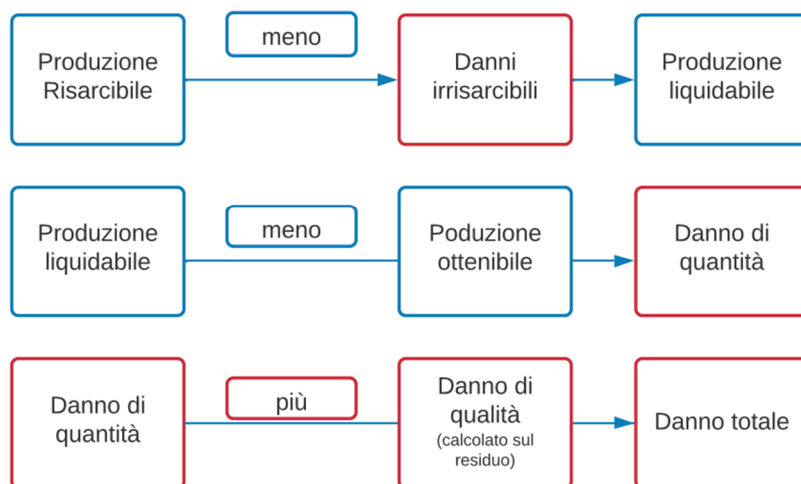 meno
Produzione
Risarcibile
Danni
irrisarcibili
Produzione
liquidabile
meno
Produzione
liquidabile
Poduzione
ottenibile
Danno di
quantità
più
Danno di
quantità
Danno di
qualità
(calcolato sul
residuo)
Danno totale